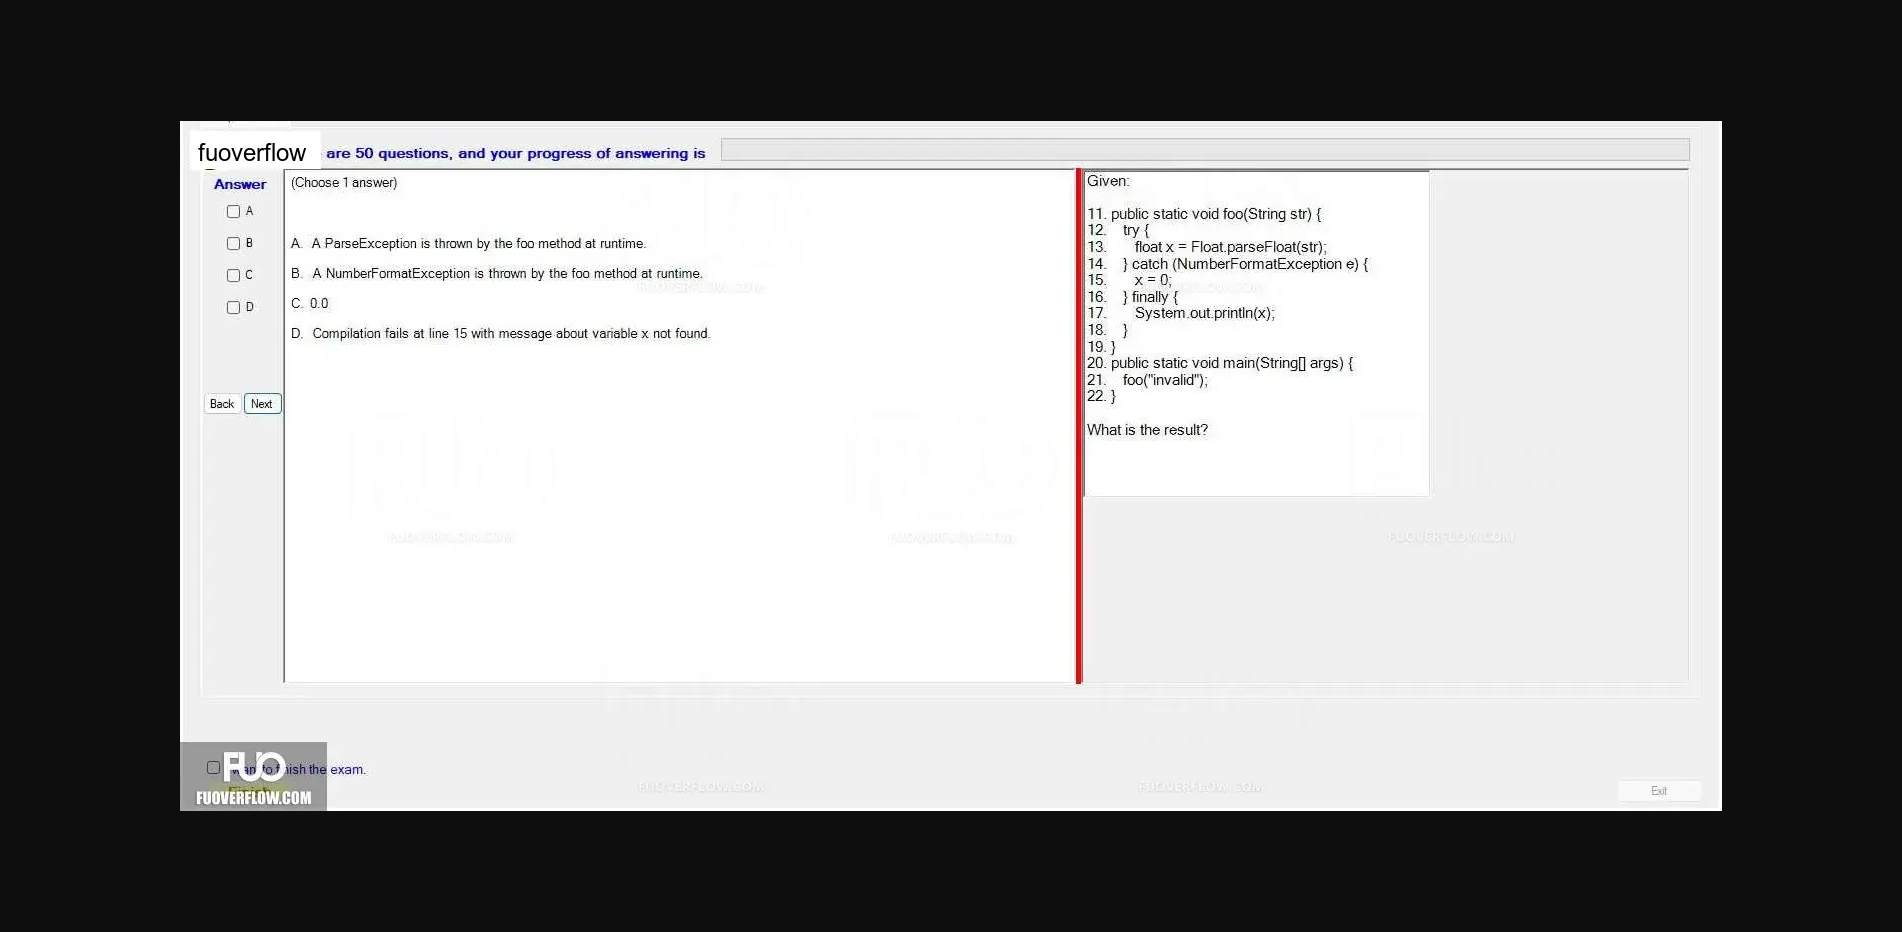 fuoverflow are 50 questions, and your progress of answering is
Answer
(Choose 1 answer)
A
B
C
D
A. A ParseException is thrown by the foo method at runtime.
B. A NumberFormatException is thrown by the foo method at runtime.
C. 0.0
D. Compilation fails at line 15 with message about variable x not found.
Back Next
Given:
11. public static void foo(String str) {
12. try {
13. float x = Float.parseFloat(str);
14. } catch (NumberFormatException e) {
15. x = 0;
16. } finally {
17. System.out.println(x);
18. }
19. }
20. public static void main(String[] args) {
21. foo("invalid");
22. }
What is the result?
FUOVERFLOW.COM
FUOVERFLOW.COM
FUOVERFLOW.COM
FUOVERFLOW.COM
FUOVERFLOW.COM
FUOVERFLOW.COM
FUO
want to finish the exam.
Finish
FUOVERFLOW.COM
Exit